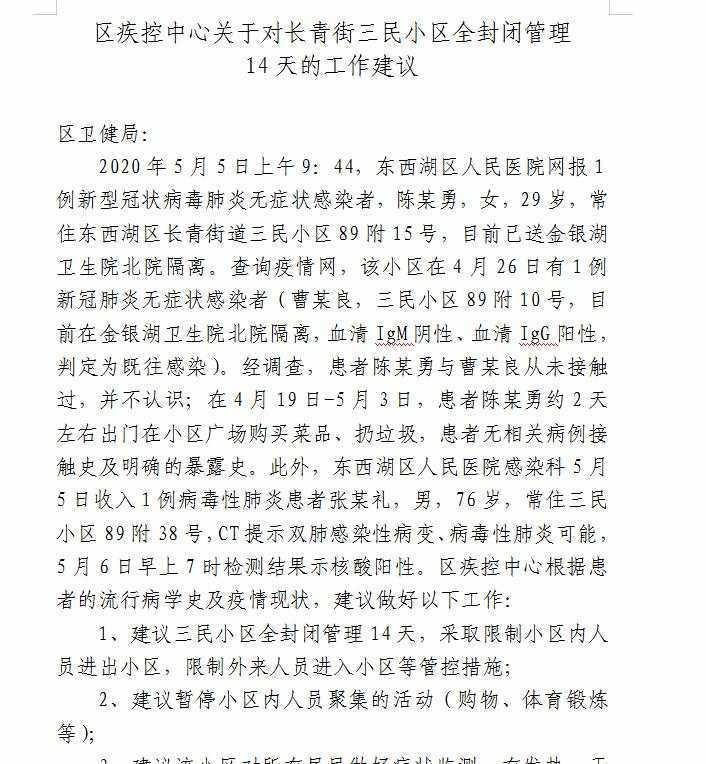 区疾控中心关于对长青街三民小区全封闭管理
14 天的工作建议
区卫健局：
2020 年 5 月 5 日上午 9：44，东西湖区人民医院网报 1
例新型冠状病毒肺炎无症状感染者，陈某勇，女，29 岁，常
住东西湖区长青街道三民小区 89 附 15 号，目前已送金银湖
卫生院北院隔离。查询疫情网，该小区在 4 月 26 日有 1 例
新冠肺炎无症状感染者（曹某良，三民小区 89 附 10 号，目
前在金银湖卫生院北院隔离，血清 IgM 阴性、血清 IgG 阳性，
判定为既往感染）。经调查，患者陈某勇与曹某良从未接触
过，并不认识；在 4 月 19 日-5 月 3 日，患者陈某勇约 2 天
左右出门在小区广场购买菜品、扔垃圾，患者无相关病例接
触史及明确的暴露史。此外，东西湖区人民医院感染科 5 月
5 日收入 1 例病毒性肺炎患者张某礼，男，76 岁，常住三民
小区 89 附 38 号，CT 提示双肺感染性病变、病毒性肺炎可能，
5 月 6 日早上 7 时检测结果示核酸阳性。区疾控中心根据患
者的流行病学史及疫情现状，建议做好以下工作：
1、建议三民小区全封闭管理 14 天，采取限制小区内人
员进出小区，限制外来人员进入小区等管控措施；
2、建议暂停小区内人员聚集的活动（购物、体育锻炼
等）；